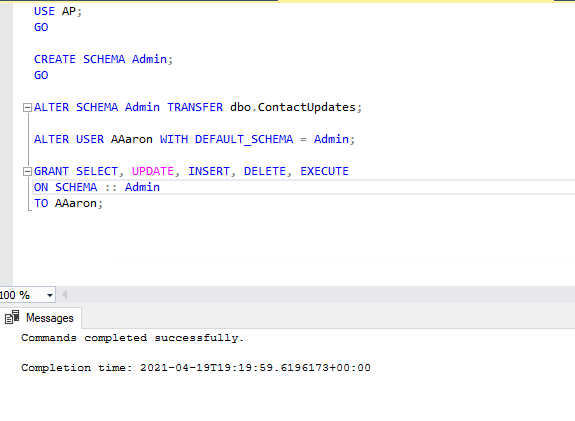 USE AP;
GO
CREATE SCHEMA Admin;
GO
ALTER SCHEMA Admin TRANSFER dbo.ContactUpdates;
ALTER USER AAaron WITH DEFAULT_SCHEMA = Admin;
GRANT SELECT, UPDATE, INSERT, DELETE, EXECUTE
ON SCHEMA :: Admin
TO AAaron;
100 %
Messages
Commands completed successfully.
Completion time: 2021-04-19T19:19:59.6196173+00:00